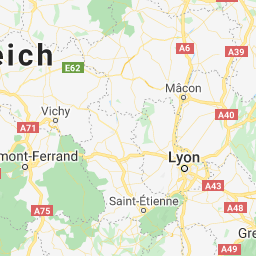 A6
A39
eich
E62
Mâcon
Vichy
A40
A71
mont-Ferrand
Lyon
A43
Saint-Étienne
A75
A48
Gre
A49